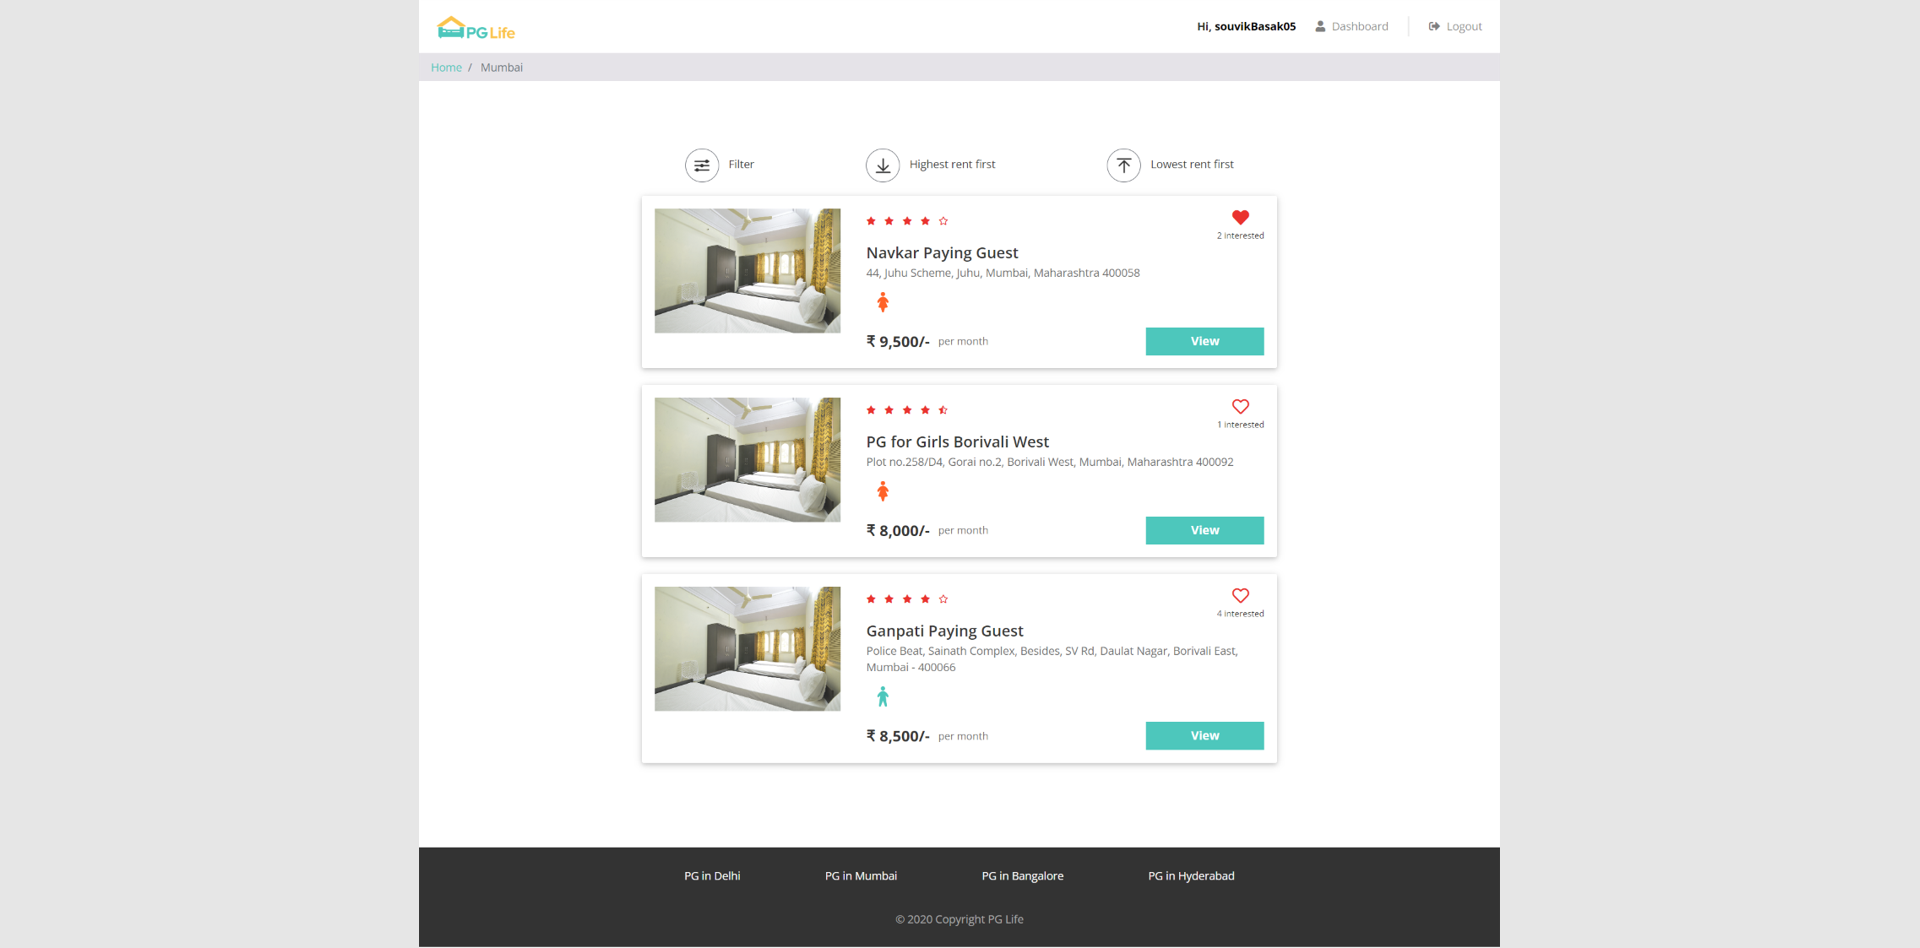 PG Life
Hi, souvikBasak05
Dashboard
Logout
Home / Mumbai
Filter
Highest rent first
Lowest rent first
2 interested
Navkar Paying Guest
44, Juhu Scheme, Juhu, Mumbai, Maharashtra 400058
₹ 9,500/- per month
View
1 interested
PG for Girls Borivali West
Plot no.258/D4, Gorai no.2, Borivali West, Mumbai, Maharashtra 400092
₹ 8,000/- per month
View
4 interested
Ganpati Paying Guest
Police Beat, Sainath Complex, Besides, SV Rd, Daulat Nagar, Borivali East,
Mumbai - 400066
₹ 8,500/- per month
View
PG in Delhi
PG in Mumbai
PG in Bangalore
PG in Hyderabad
© 2020 Copyright PG Life